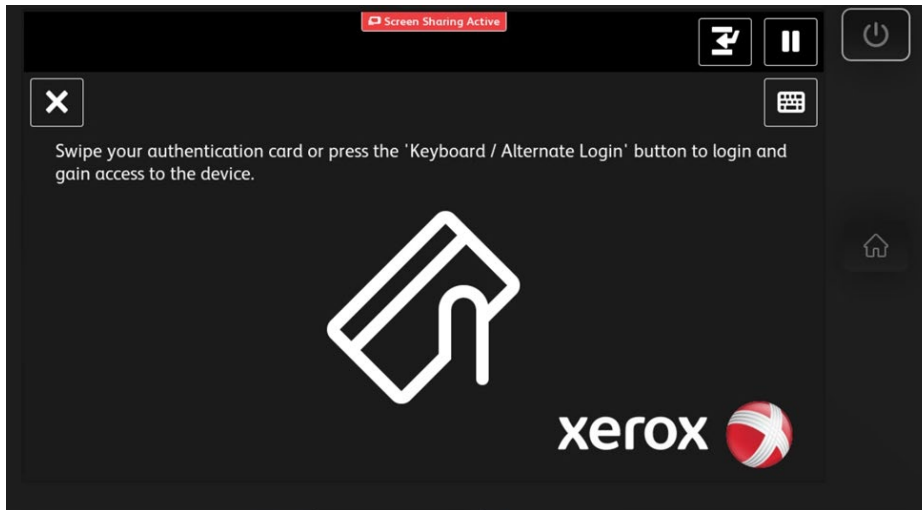 Screen Sharing Active
Swipe your authentication card or press the 'Keyboard / Alternate Login' button to login and
gain access to the device.
xerox